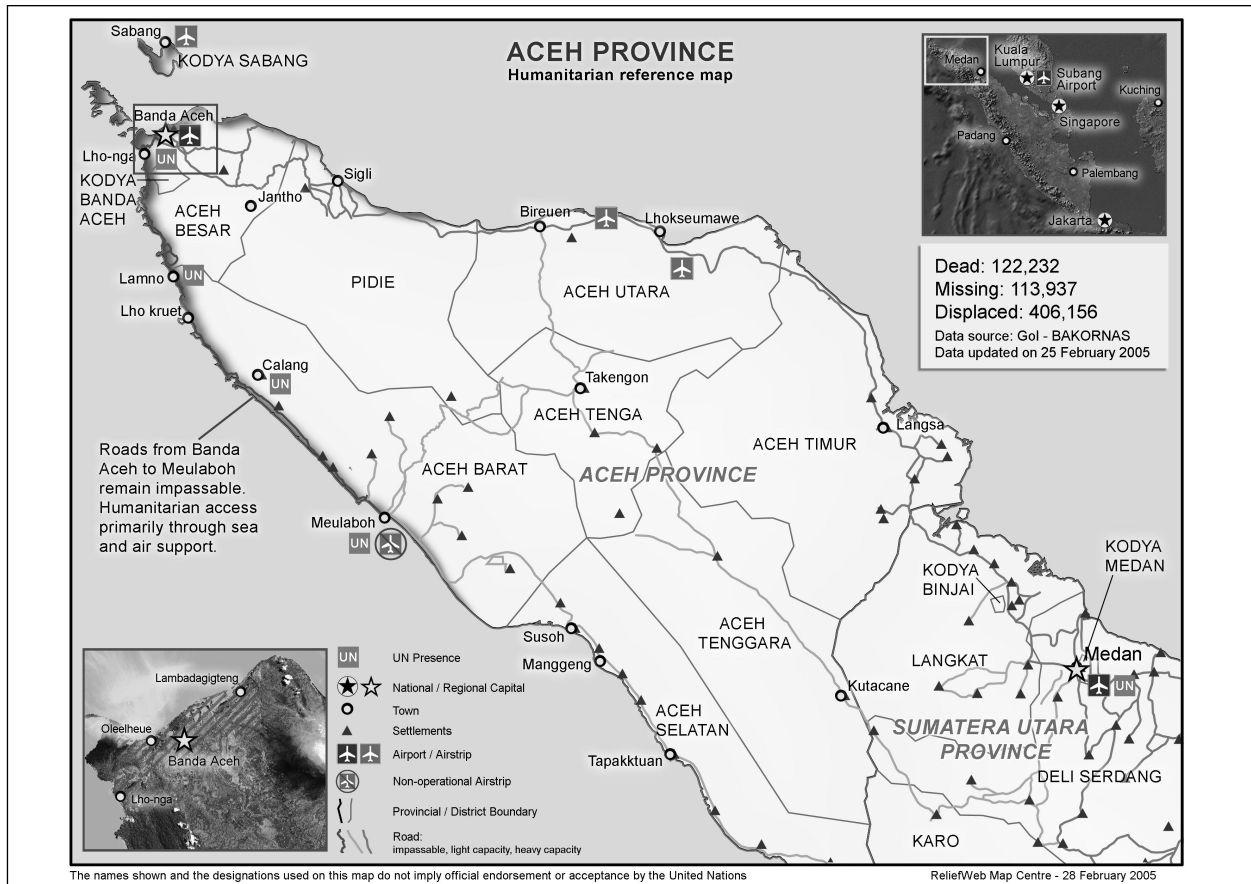 ACEH PROVINCE
Humanitarian reference map
Sabang
KODYA SABANG
Banda Aceh
UN
Lho-nga
KODYA
BANDA
ACEH
ACEH
BESAR
Jantho
Sigli
Bireuen
Lhokseumawe
PIDIE
ACEH UTARA
Lamno
UN
Lho kruet
Calang
UN
Takengon
ACEH TENGA
ACEH TIMUR
Langsa
ACEH BARAT
ACEH PROVINCE
Roads from Banda
Aceh to Meulaboh
remain impassable.
Humanitarian access
primarily through sea
and air support.
Meulaboh
UN
KODYA
MEDAN
KODYA
BINJAI
Susoh
Manggeng
ACEH
TENGGARA
LANGKAT
Medan
UN
Kutacane
ACEH
SELATAN
SUMATERA UTARA
PROVINCE
Tapakktuan
DELI SERDANG
KARO
Medan
Kuala
Lumpur
Subang
Airport
Kuching
Singapore
Padang
Palembang
Jakarta
Dead: 122,232
Missing: 113,937
Displaced: 406,156
Data source: GoI - BAKORNAS
Data updated on 25 February 2005
Lambadagigteng
Oleelheue
Banda Aceh
Lho-nga
UN UN Presence
National / Regional Capital
Town
Settlements
Airport / Airstrip
Non-operational Airstrip
Provincial / District Boundary
Road:
impassable, light capacity, heavy capacity
The names shown and the designations used on this map do not imply official endorsement or acceptance by the United Nations
ReliefWeb Map Centre - 28 February 2005